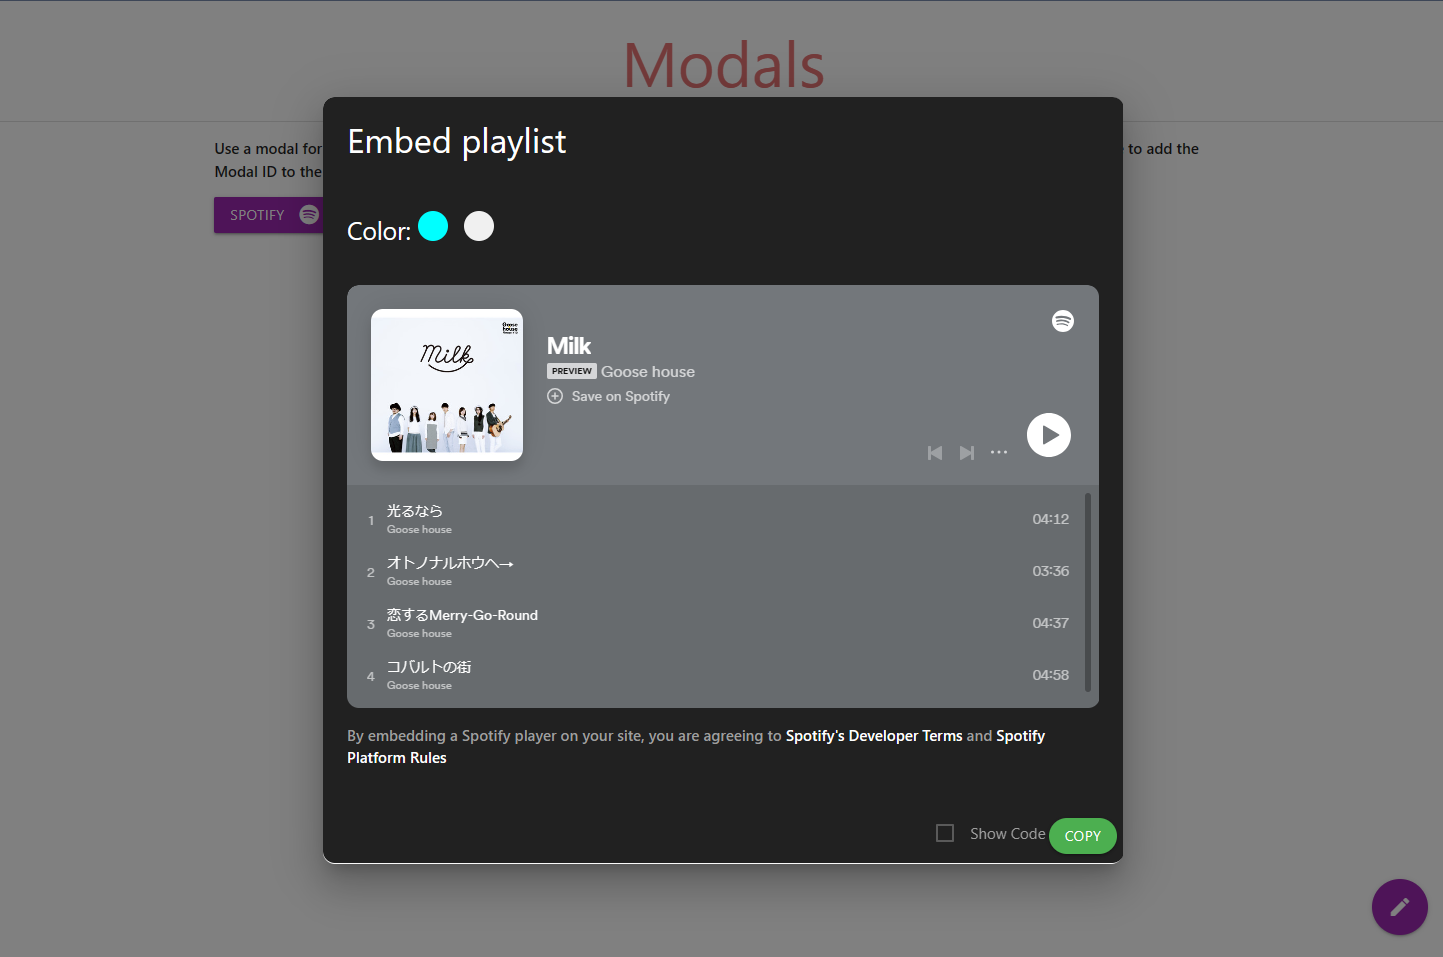 Modals
Use a modal for
to add the
Modal ID to the
SPOTIFY
Embed playlist
Color:
Goose
house
Milk
Milk
PREVIEW Goose house
Save on Spotify
1 光るなら 04:12
Goose house
2 オトノナルホウヘ→ 03:36
Goose house
3 恋するMerry-Go-Round 04:37
Goose house
4 コバルトの街 04:58
Goose house
By embedding a Spotify player on your site, you are agreeing to Spotify's Developer Terms and Spotify
Platform Rules
Show Code COPY